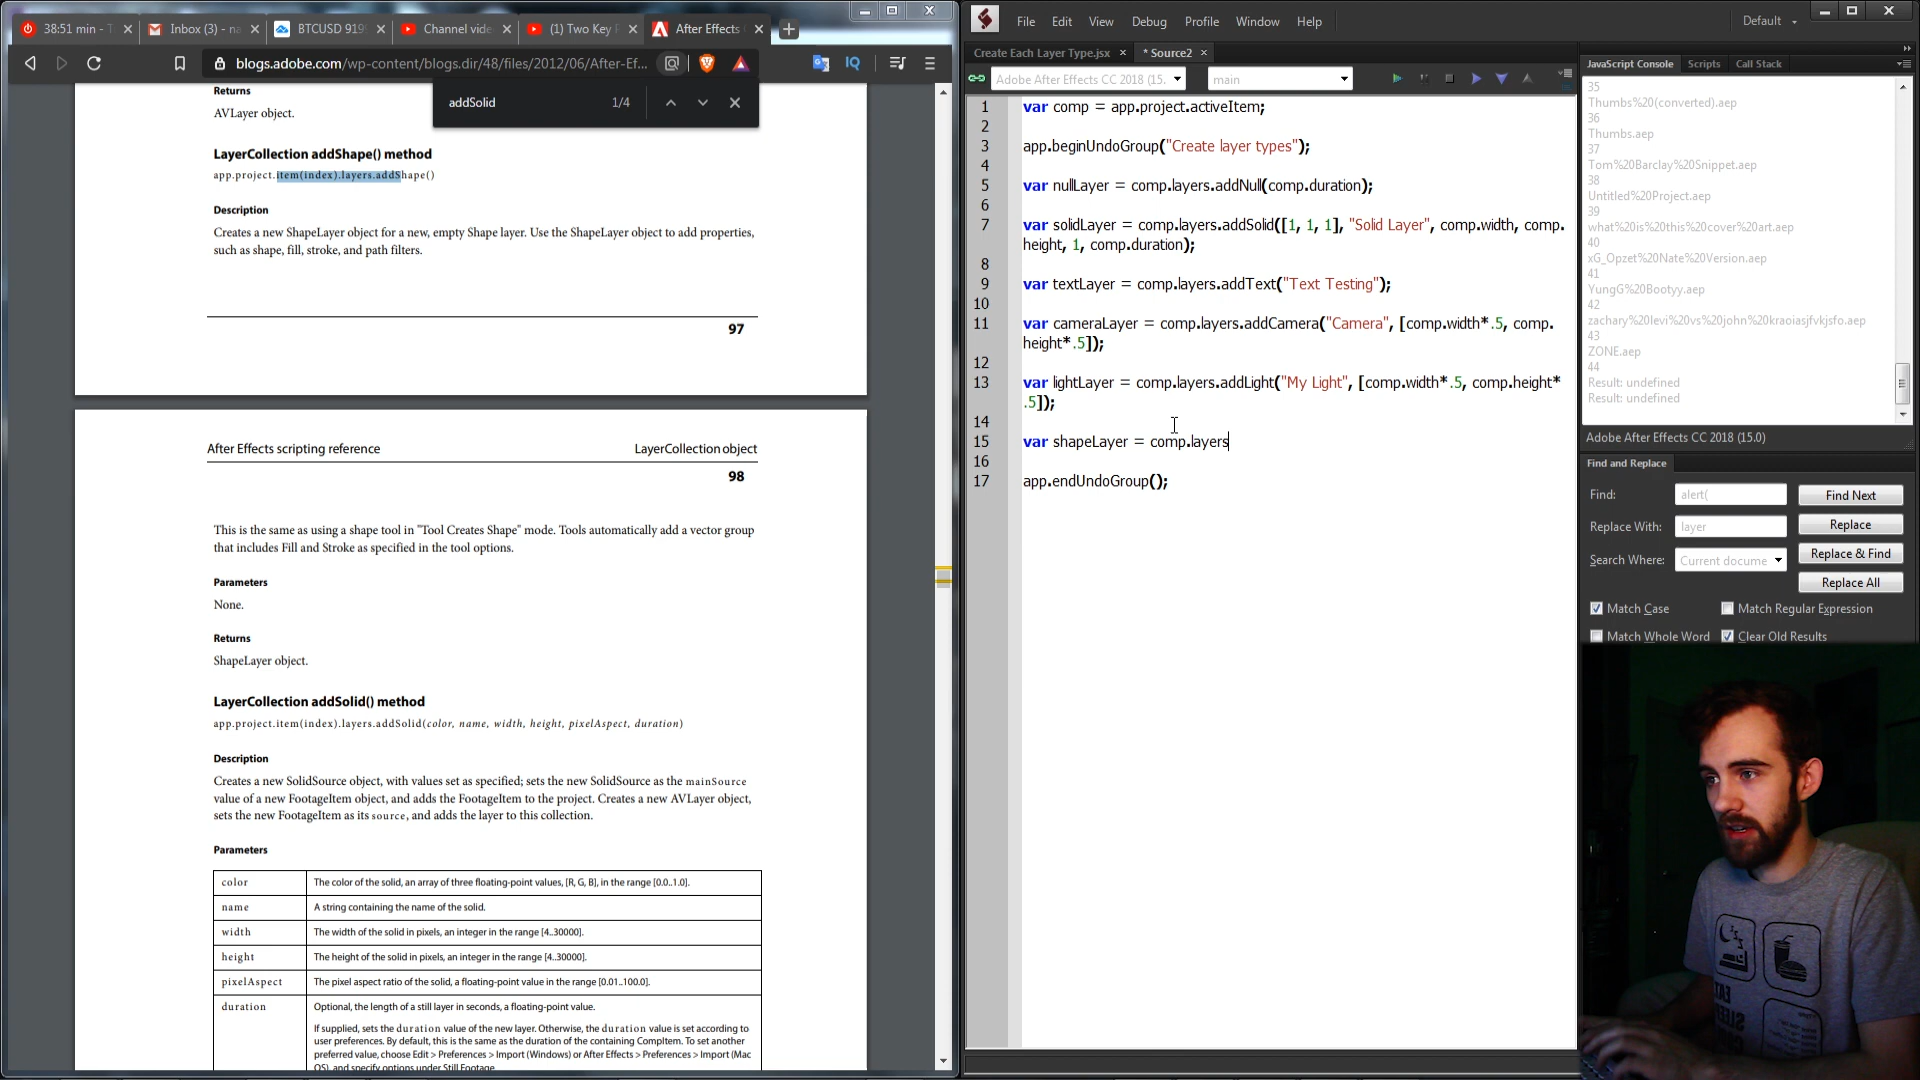 38:51 min - T
Inbox (3) - na
BTCUSD 919
Channel vide
(1) Two Key F
After Effects
blogs.adobe.com/wp-content/blogs.dir/48/files/2012/06/After-Ef...
IQ
addSolid 1/4
Returns
AVLayer object.
LayerCollection addShape() method
app.project.item(index).layers.addShape()
Description
Creates a new ShapeLayer object for a new, empty Shape layer. Use the ShapeLayer object to add properties,
such as shape, fill, stroke, and path filters.
97
After Effects scripting reference
LayerCollection object
98
This is the same as using a shape tool in "Tool Creates Shape" mode. Tools automatically add a vector group
that includes Fill and Stroke as specified in the tool options.
Parameters
None.
Returns
ShapeLayer object.
LayerCollection addSolid() method
app.project.item(index).layers.addSolid(color, name, width, height, pixelAspect, duration)
Description
Creates a new SolidSource object, with values set as specified; sets the new SolidSource as the mainSource
value of a new FootageItem object, and adds the FootageItem to the project. Creates a new AVLayer object,
sets the new FootageItem as its source, and adds the layer to this collection.
Parameters
color The color of the solid, an array of three floating-point values, [R, G, B], in the range [0.0..1.0].
name A string containing the name of the solid.
width The width of the solid in pixels, an integer in the range [4..30000].
height The height of the solid in pixels, an integer in the range [4..30000].
pixelAspect The pixel aspect ratio of the solid, a floating-point value in the range [0.01..100.0].
duration Optional, the length of a still layer in seconds, a floating-point value.
If supplied, sets the duration value of the new layer. Otherwise, the duration value is set according to
user preferences. By default, this is the same as the duration of the containing CompItem. To set another
preferred value, choose Edit > Preferences > Import (Windows) or After Effects > Preferences > Import (Mac
OS), and specify options under Still Footage.
File Edit View Debug Profile Window Help
Default
Create Each Layer Type.jsx
* Source2
Adobe After Effects CC 2018 (15.
main
1 var comp = app.project.activeItem;
2
3 app.beginUndoGroup("Create layer types");
4
5 var nullLayer = comp.layers.addNull(comp.duration);
6
7 var solidLayer = comp.layers.addSolid([1, 1, 1], "Solid Layer", comp.width, comp.
height, 1, comp.duration);
8
9 var textLayer = comp.layers.addText("Text Testing");
10
11 var cameraLayer = comp.layers.addCamera("Camera", [comp.width*.5, comp.
height*.5]);
12
13 var lightLayer = comp.layers.addLight("My Light", [comp.width*.5, comp.height*
.5]);
14
15 var shapeLayer = comp.layers
16
17 app.endUndoGroup();
JavaScript Console
Scripts
Call Stack
35
Thumbs%20(converted).aep
36
Thumbs.aep
37
Tom%20Barclay%20Snippet.aep
38
Untitled%20Project.aep
39
what%20is%20this%20cover%20art.aep
40
xG_Opzet%20Nate%20Version.aep
41
YungG%20Bootyy.aep
42
zachary%20levi%20vs%20john%20kraoiasjfvkjsfo.aep
43
ZONE.aep
44
Result: undefined
Result: undefined
Adobe After Effects CC 2018 (15.0)
Find and Replace
Find: alert( Find Next
Replace With: layer Replace
Search Where: Current docume Replace & Find
Replace All
Match Case
Match Regular Expression
Match Whole Word
Clear Old Results